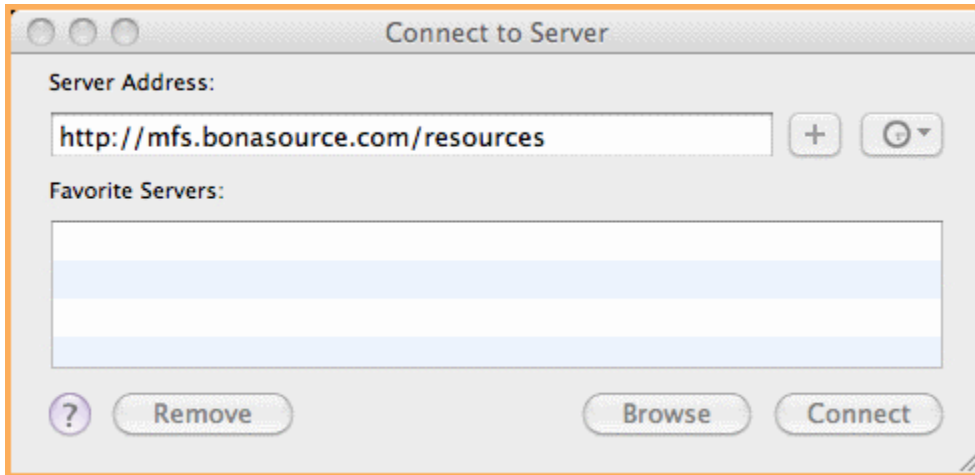 Connect to Server
Server Address:
http://mfs.bonasource.com/resources
+
Favorite Servers:
? Remove Browse Connect